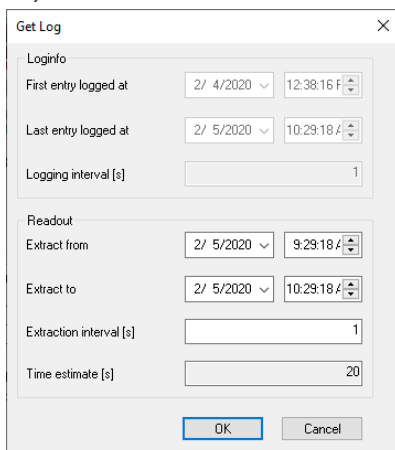 Get Log
Loginfo
First entry logged at 2/ 4/2020 12:38:16 F
Last entry logged at 2/ 5/2020 10:29:18 A
Logging interval [s] 1
Readout
Extract from 2/ 5/2020 9:29:18 A
Extract to 2/ 5/2020 10:29:18 A
Extraction interval [s] 1
Time estimate [s] 20
OK Cancel